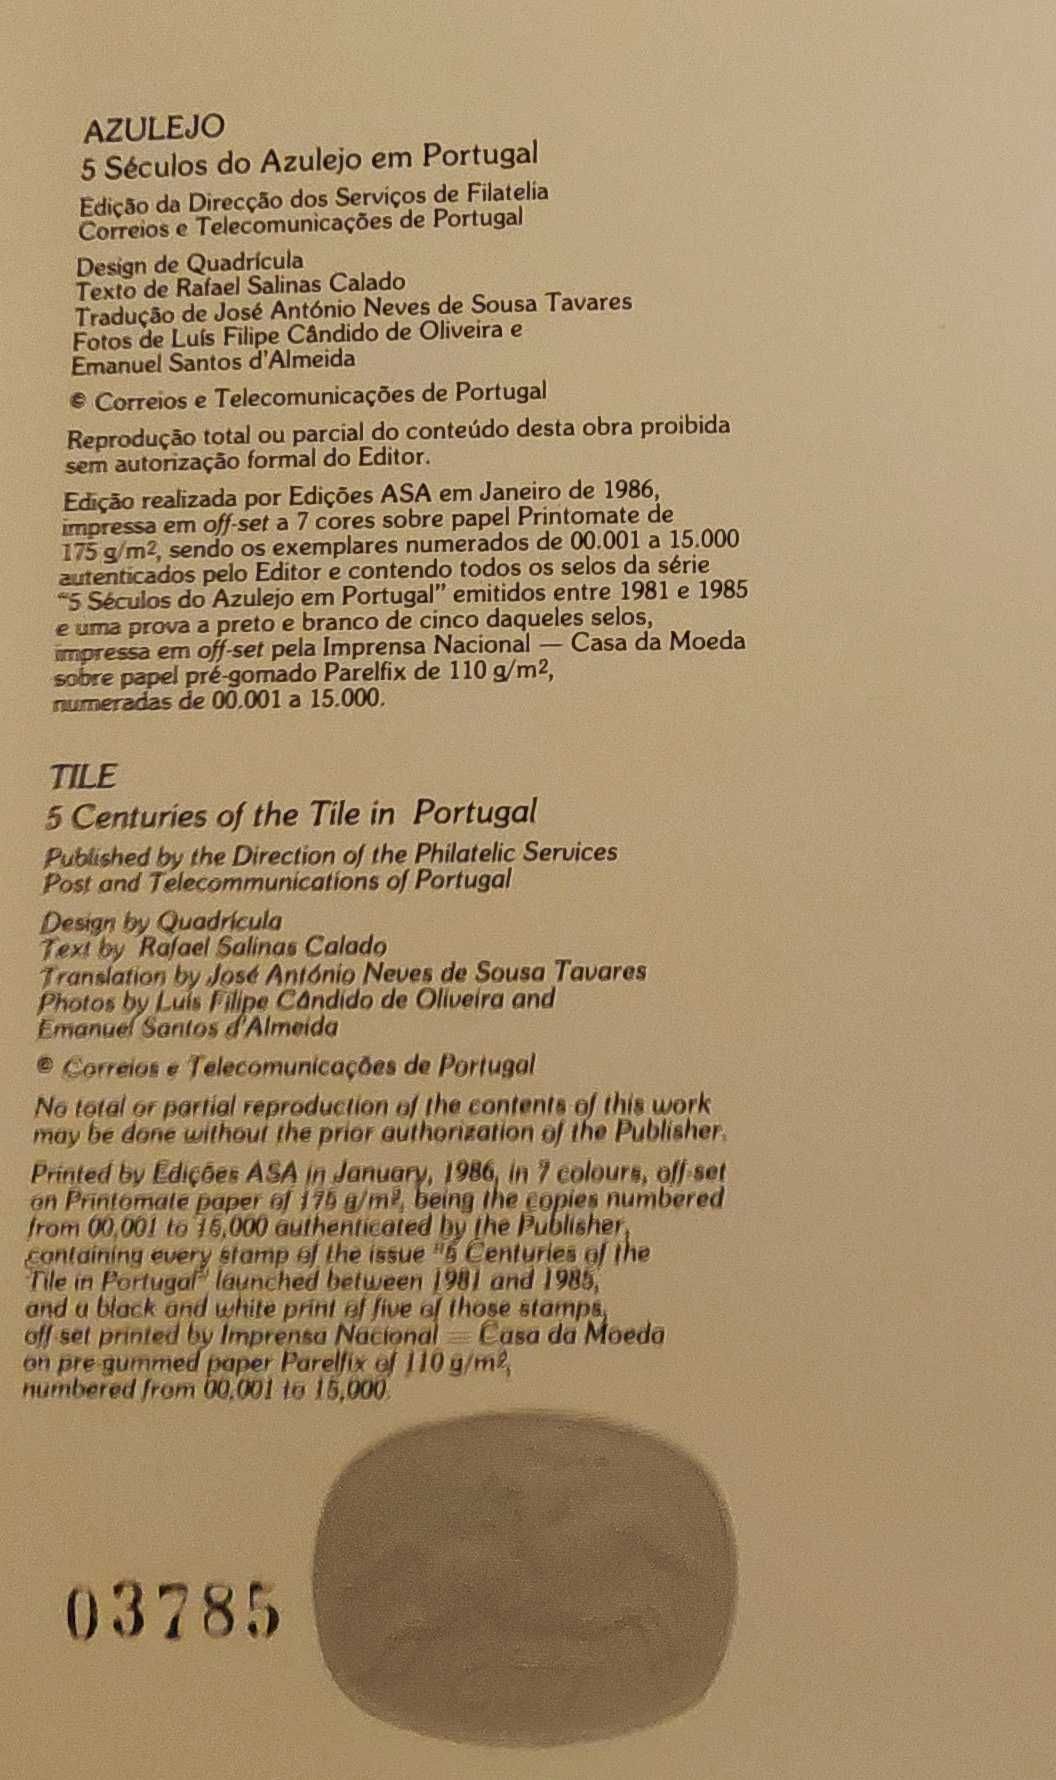 AZULEJO
5 Séculos do Azulejo em Portugal
Edição da Direcção dos Serviços de Filatelia
Correios e Telecomunicações de Portugal
Design de Quadrícula
Texto de Rafael Salinas Calado
Tradução de José António Neves de Sousa Tavares
Fotos de Luís Filipe Cândido de Oliveira e
Emanuel Santos d'Almeida
© Correios e Telecomunicações de Portugal
Reprodução total ou parcial do conteúdo desta obra proibida
sem autorização formal do Editor.
Edição realizada por Edições ASA em Janeiro de 1986,
impressa em off-set a 7 cores sobre papel Printomate de
175 g/m², sendo os exemplares numerados de 00.001 a 15.000
autenticados pelo Editor e contendo todos os selos da série
"5 Séculos do Azulejo em Portugal" emitidos entre 1981 e 1985
e uma prova a preto e branco de cinco daqueles selos,
impressa em off-set pela Imprensa Nacional — Casa da Moeda
sobre papel pré-gomado Parelfix de 110 g/m²,
numeradas de 00.001 a 15.000.
TILE
5 Centuries of the Tile in Portugal
Published by the Direction of the Philatelic Services
Post and Telecommunications of Portugal
Design by Quadrícula
Text by Rafael Salinas Calado
Translation by José António Neves de Sousa Tavares
Photos by Luís Filipe Cândido de Oliveira and
Emanuel Santos d'Almeida
© Correios e Telecomunicações de Portugal
No total or partial reproduction of the contents of this work
may be done without the prior authorization of the Publisher.
Printed by Edições ASA in January, 1986, in 7 colours, off-set
on Printomate paper of 175 g/m², being the copies numbered
from 00,001 to 15,000 authenticated by the Publisher,
containing every stamp of the issue "5 Centuries of the
Tile in Portugal" launched between 1981 and 1985,
and a black and white print of five of those stamps,
off-set printed by Imprensa Nacional — Casa da Moeda
on pre-gummed paper Parelfix of 110 g/m²,
numbered from 00,001 to 15,000.
03785